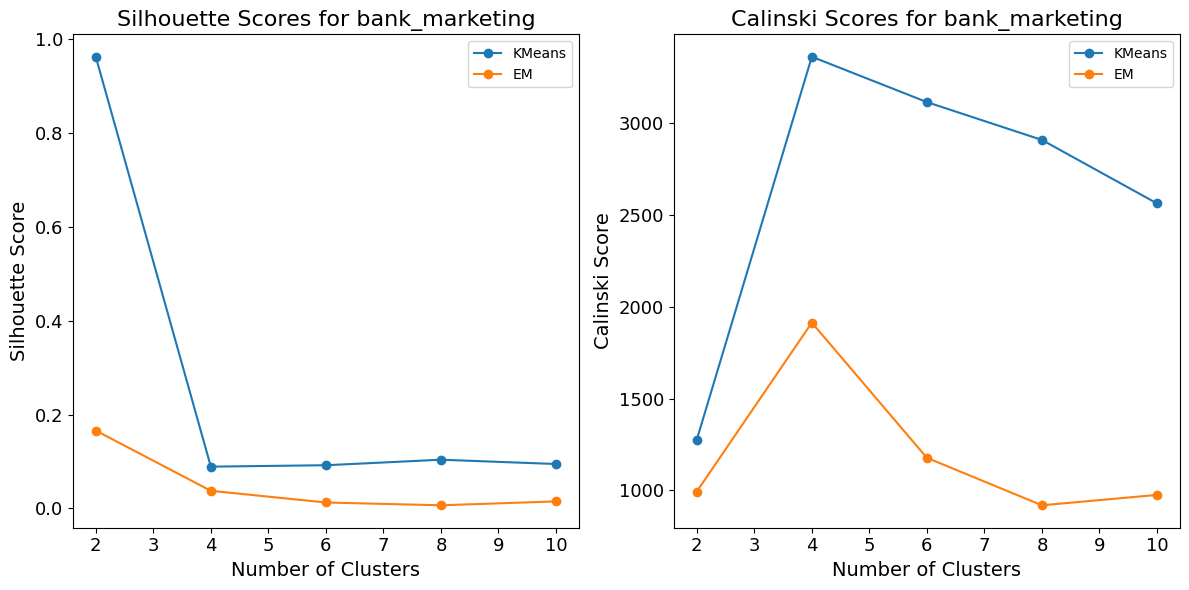 Silhouette Scores for bank_marketing
Silhouette Score
1.0
0.8
0.6
0.4
0.2
0.0
KMeans
EM
2 3 4 5 6 7 8 9 10
Number of Clusters
Calinski Scores for bank_marketing
Calinski Score
3000
2500
2000
1500
1000
KMeans
EM
2 3 4 5 6 7 8 9 10
Number of Clusters